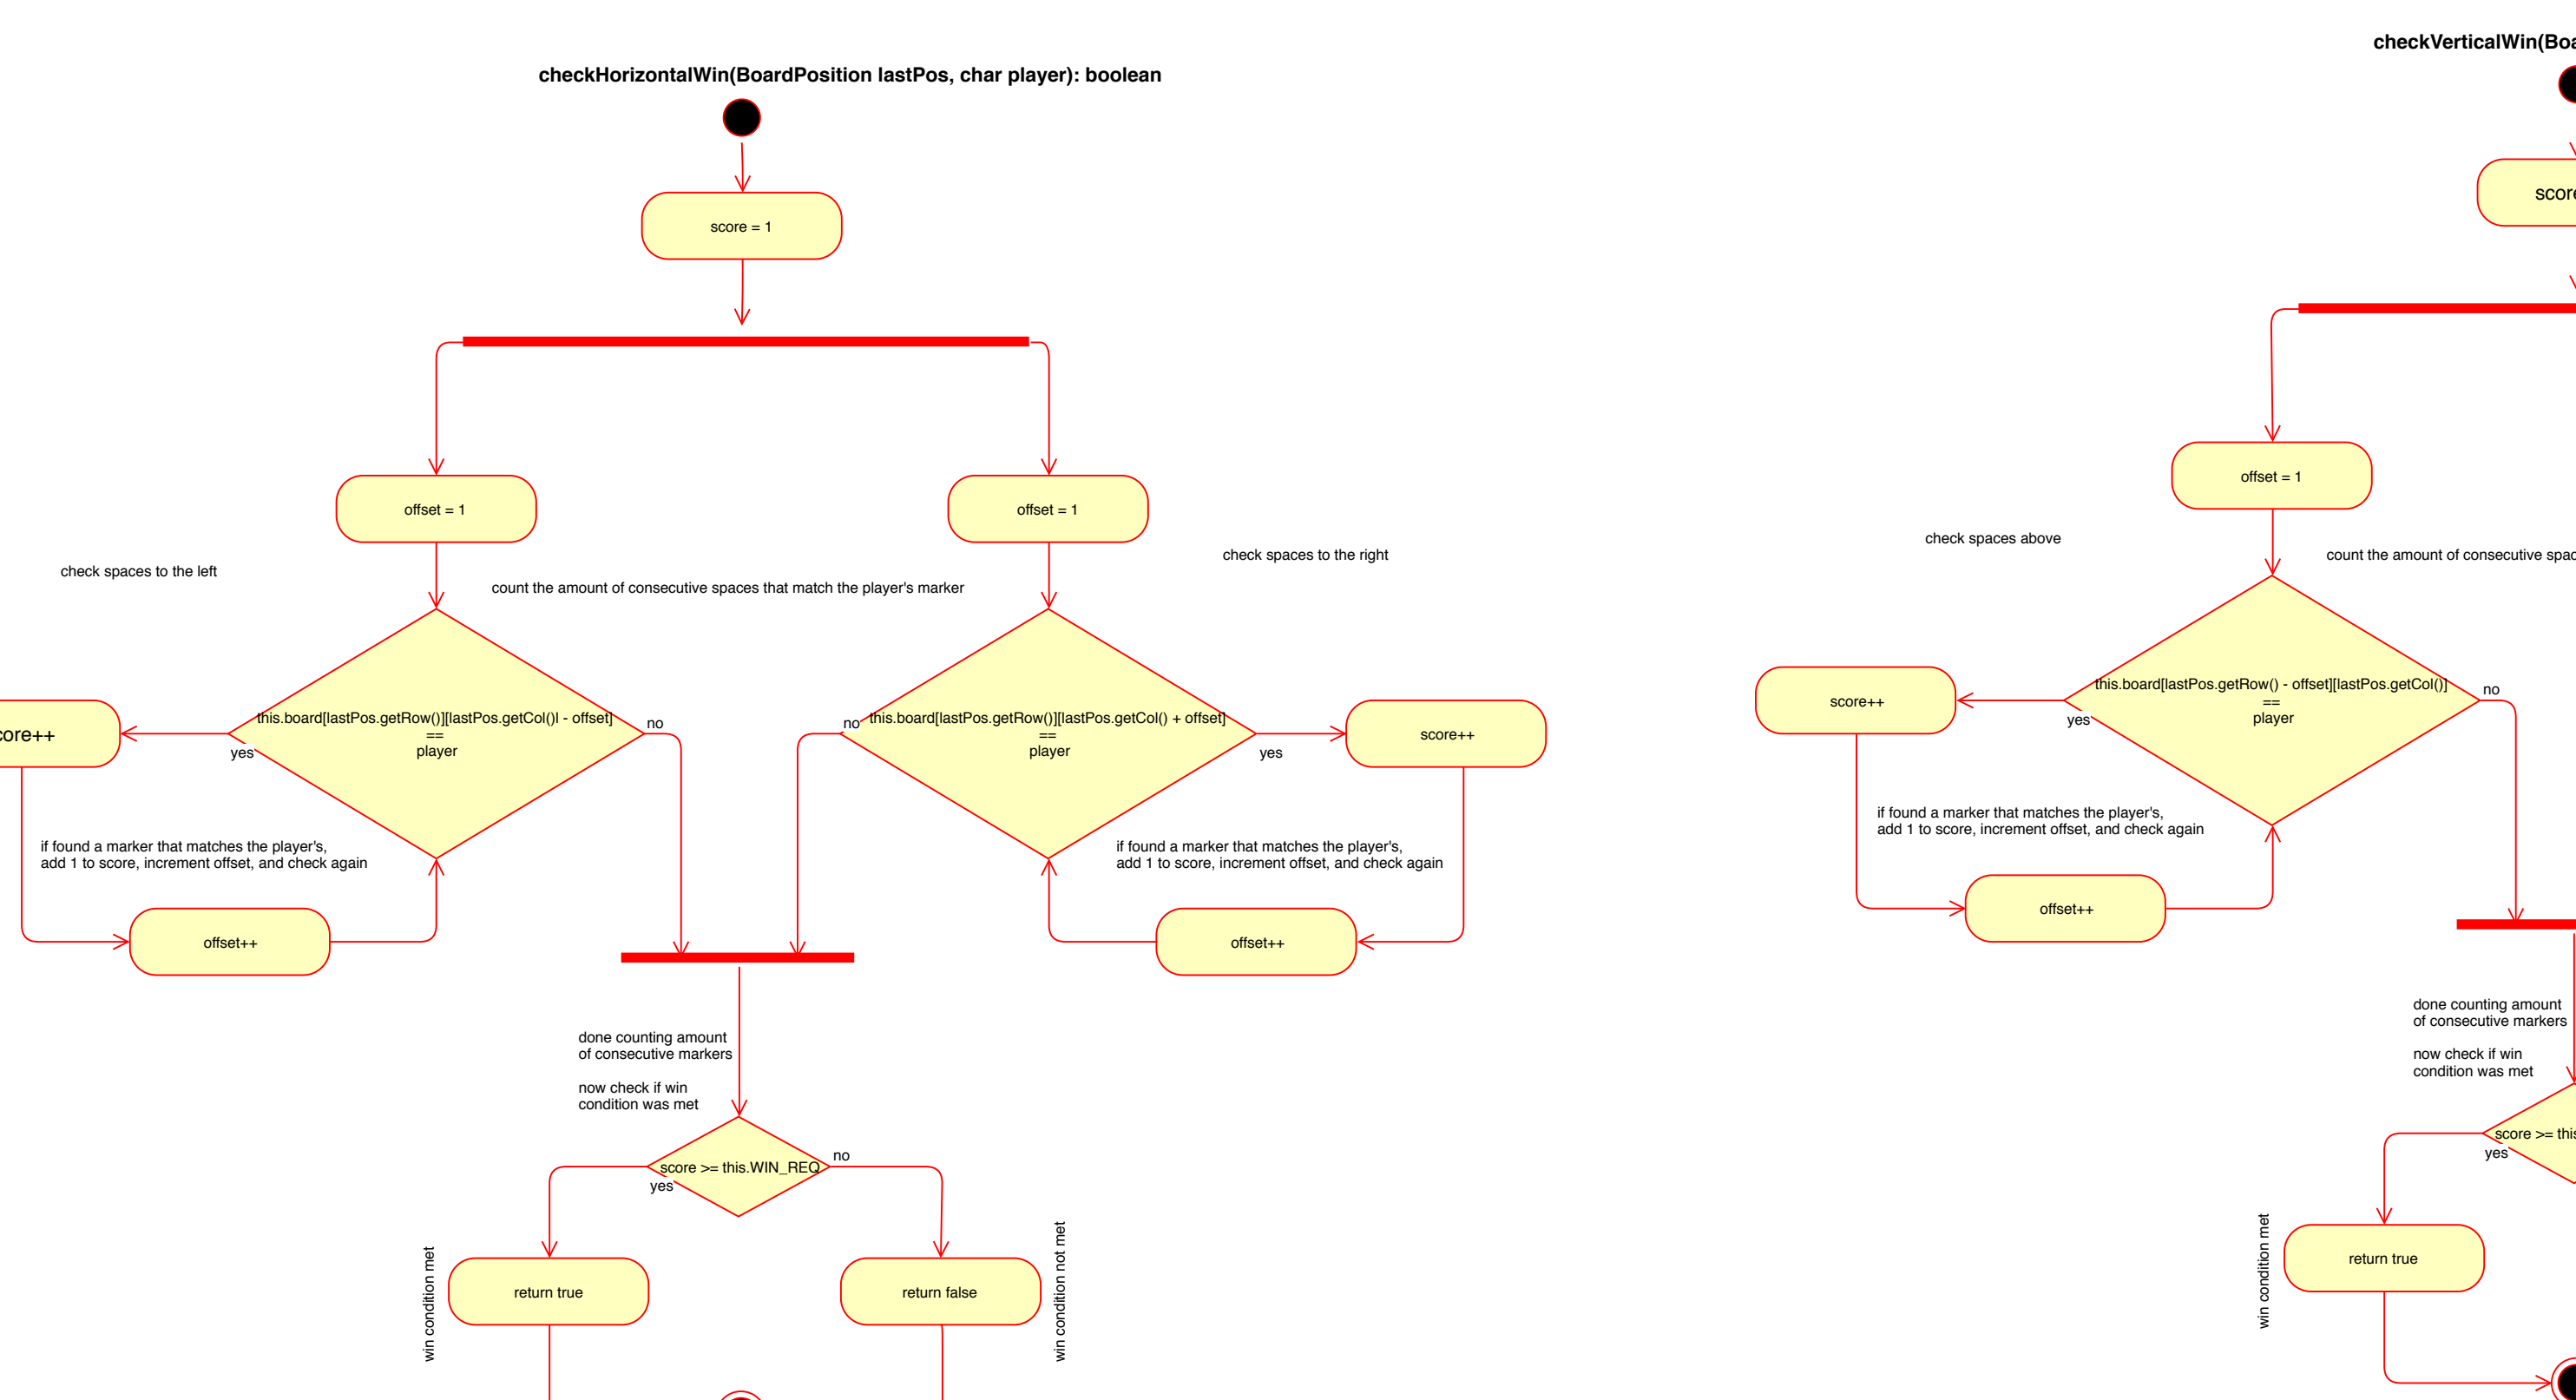 checkHorizontalWin(BoardPosition lastPos, char player): boolean
score = 1
offset = 1
offset = 1
check spaces to the left
check spaces to the right
count the amount of consecutive spaces that match the player's marker
this.board[lastPos.getRow()][lastPos.getCol()l - offset]
==
player
yes
no
core++
if found a marker that matches the player's,
add 1 to score, increment offset, and check again
offset++
this.board[lastPos.getRow()][lastPos.getCol() + offset]
==
player
no
yes
score++
if found a marker that matches the player's,
add 1 to score, increment offset, and check again
offset++
done counting amount
of consecutive markers
now check if win
condition was met
score >= this.WIN_REQ
yes
no
win condition met
return true
return false
win condition not met
checkVerticalWin(Boa
score
offset = 1
check spaces above
count the amount of consecutive spac
this.board[lastPos.getRow() - offset][lastPos.getCol()]
==
player
yes
no
score++
if found a marker that matches the player's,
add 1 to score, increment offset, and check again
offset++
done counting amount
of consecutive markers
now check if win
condition was met
score >= this
yes
win condition met
return true